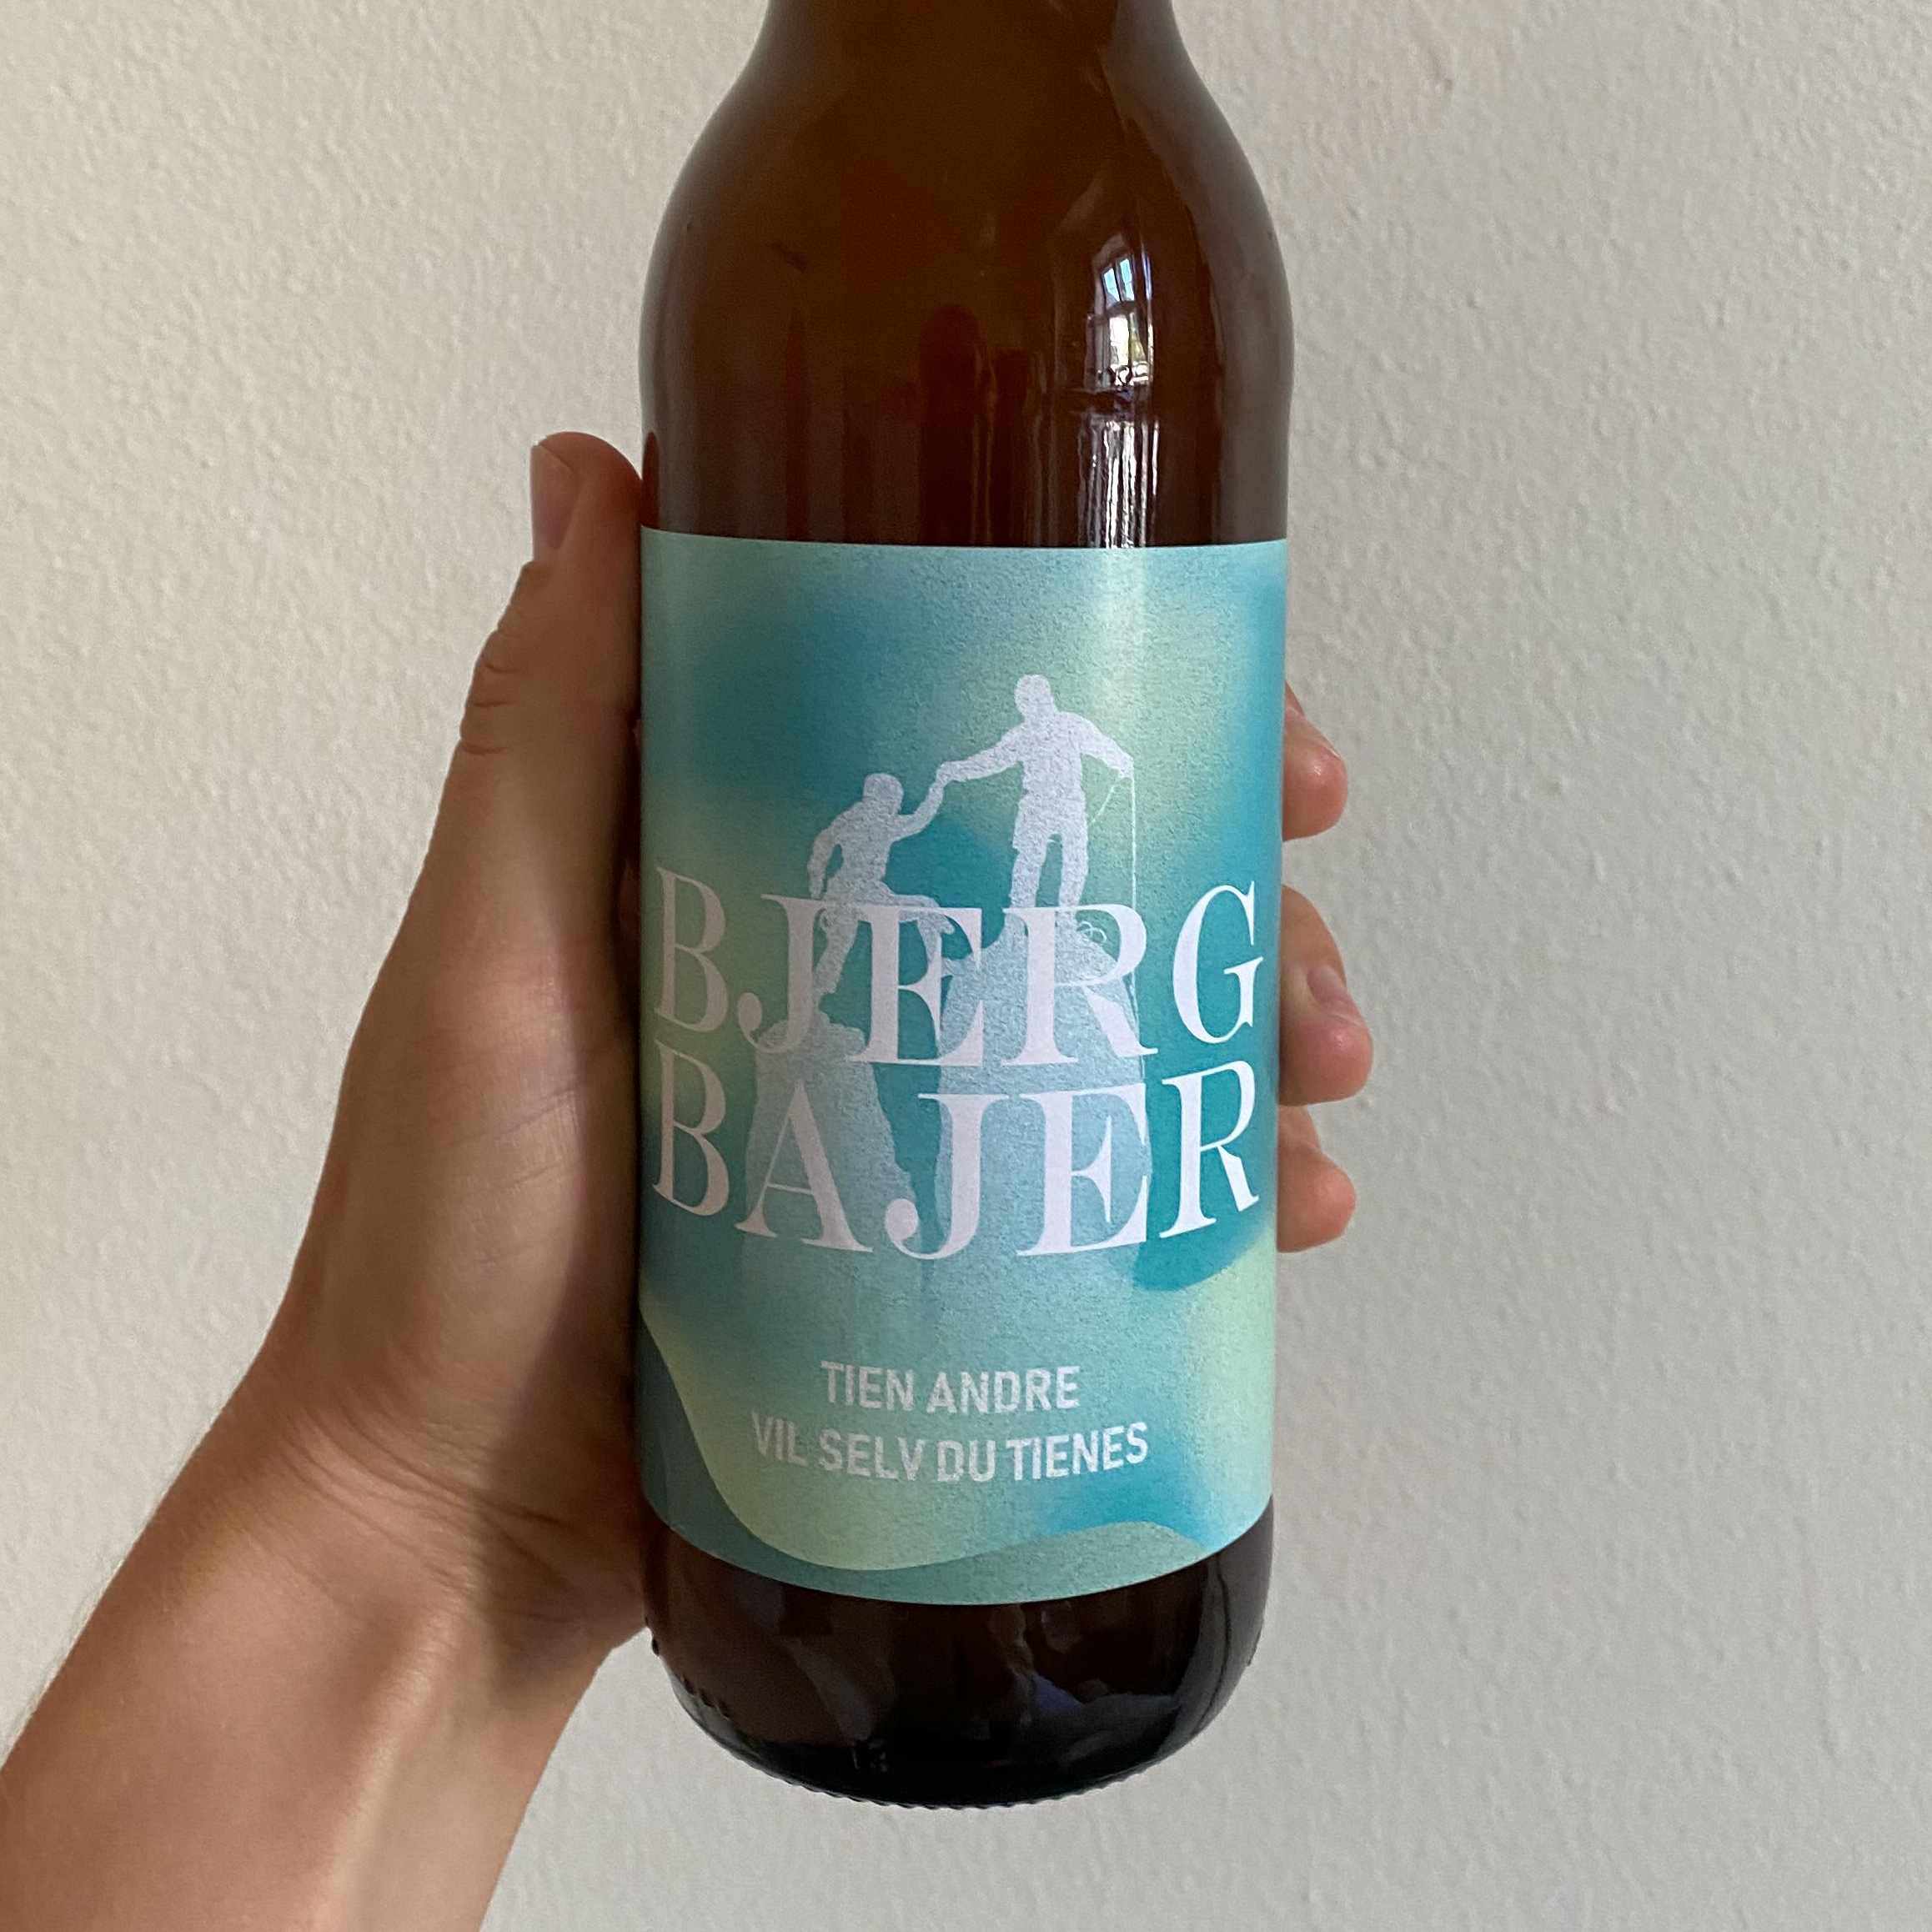 BJERG
BAJER
TIEN ANDRE
VIL SELV DU TIENES